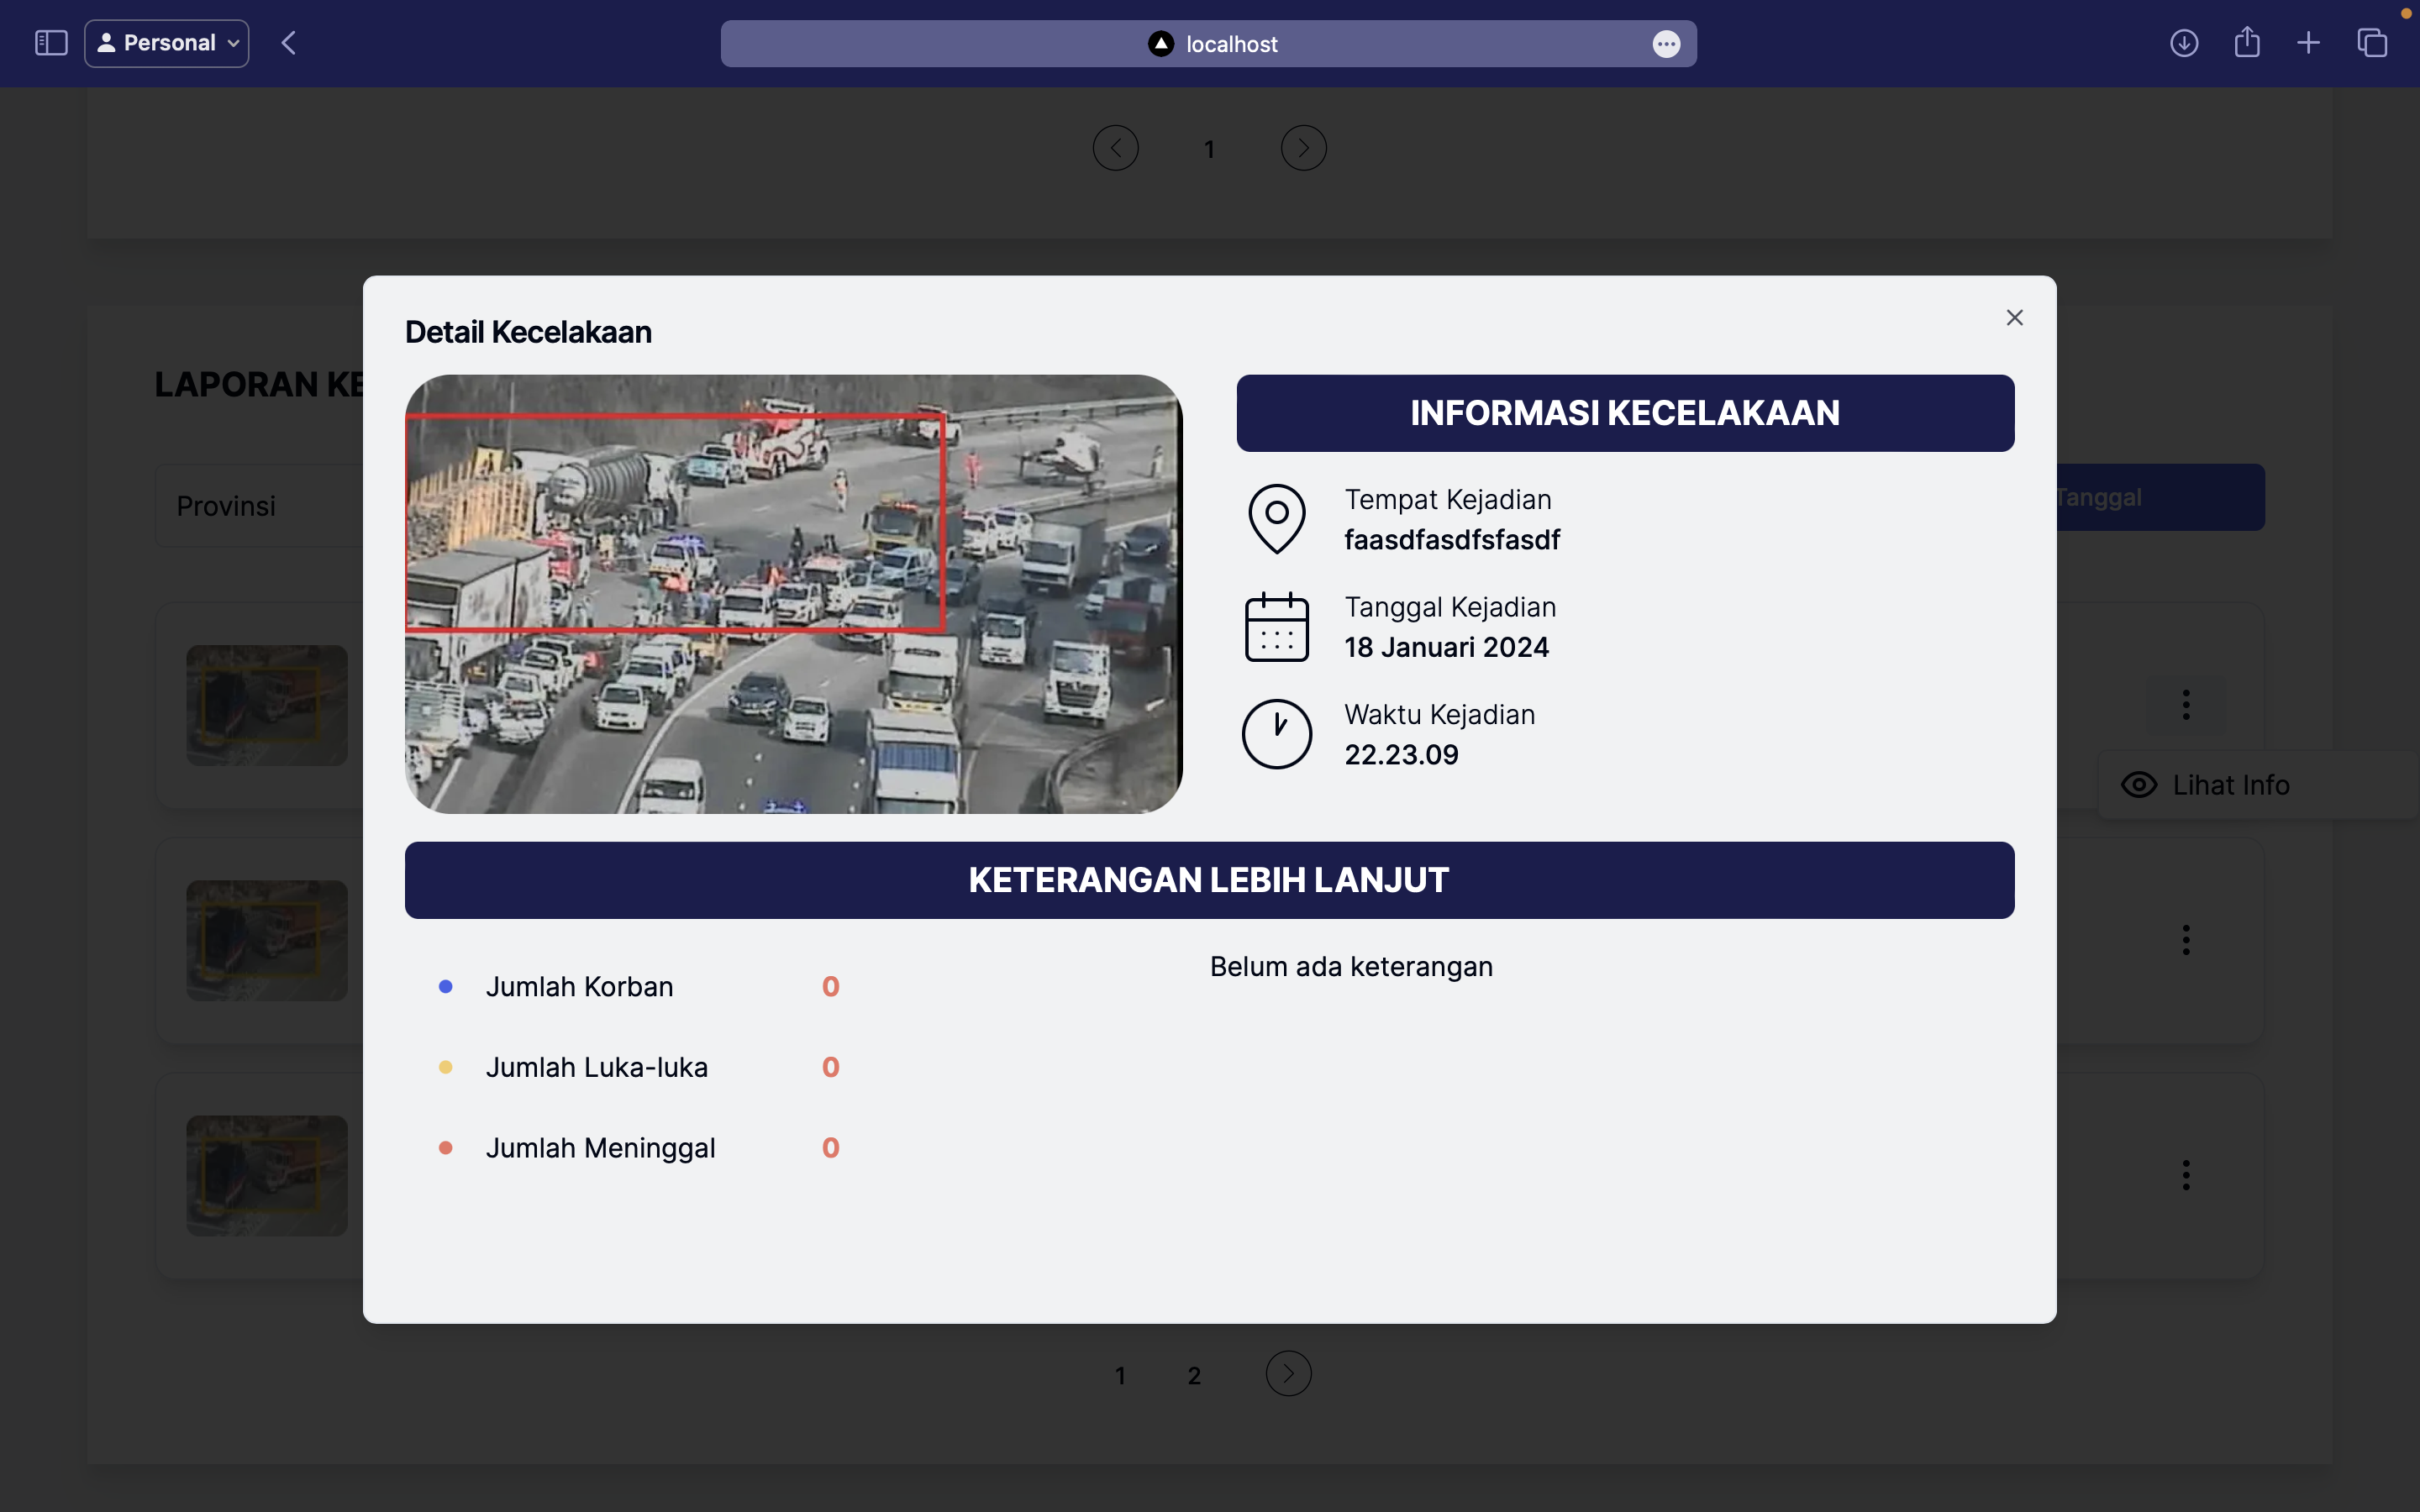 Personal
localhost
1
LAPORAN KE
Provinsi
Tanggal
Lihat Info
Detail Kecelakaan
INFORMASI KECELAKAAN
Tempat Kejadian
faasdfasdfsfasdf
Tanggal Kejadian
18 Januari 2024
Waktu Kejadian
22.23.09
KETERANGAN LEBIH LANJUT
Jumlah Korban 0
Belum ada keterangan
Jumlah Luka-luka 0
Jumlah Meninggal 0
1 2